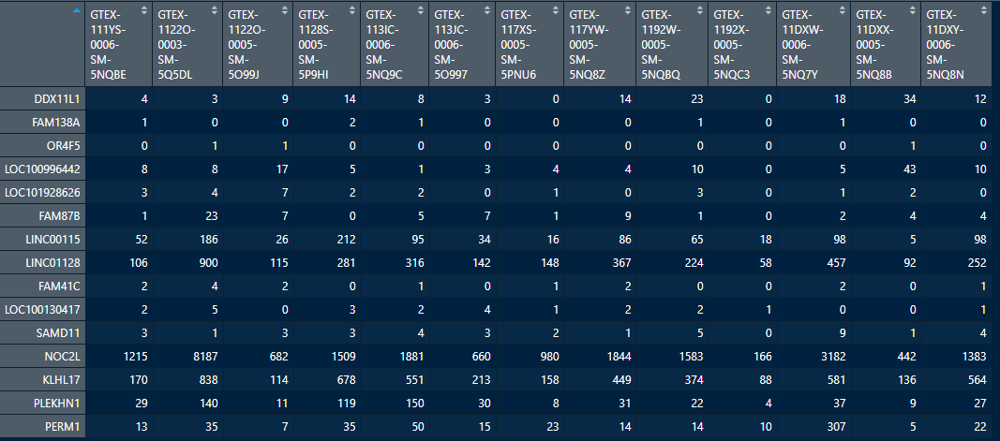 GTEX-111YS-0006-SM-5NQBE GTEX-1122O-0003-SM-5Q5DL GTEX-1122O-0005-SM-5O99J GTEX-1128S-0005-SM-5P9HI GTEX-113IC-0006-SM-5NQ9C GTEX-113JC-0006-SM-5O997 GTEX-117XS-0005-SM-5PNU6 GTEX-117YW-0005-SM-5NQ8Z GTEX-1192W-0005-SM-5NQBQ GTEX-1192X-0005-SM-5NQC3 GTEX-11DXW-0006-SM-5NQ7Y GTEX-11DXX-0005-SM-5NQ8B GTEX-11DXY-0006-SM-5NQ8N
DDX11L1 4 3 9 14 8 3 0 14 23 0 18 34 12
FAM138A 1 0 0 2 1 0 0 0 1 0 1 0 0
OR4F5 0 1 1 0 0 0 0 0 0 0 0 1 0
LOC100996442 8 8 17 5 1 3 4 4 10 0 5 43 10
LOC101928626 3 4 7 2 2 0 1 0 3 0 1 2 0
FAM87B 1 23 7 0 5 7 1 9 1 0 2 4 4
LINC00115 52 186 26 212 95 34 16 86 65 18 98 5 98
LINC01128 106 900 115 281 316 142 148 367 224 58 457 92 252
FAM41C 2 4 2 0 1 0 1 2 0 0 2 0 1
LOC100130417 2 5 0 3 2 4 1 2 2 1 0 0 1
SAMD11 3 1 3 3 4 3 2 1 5 0 9 1 4
NOC2L 1215 8187 682 1509 1881 660 980 1844 1583 166 3182 442 1383
KLHL17 170 838 114 678 551 213 158 449 374 88 581 136 564
PLEKHN1 29 140 11 119 150 30 8 31 22 4 37 9 27
PERM1 13 35 7 35 50 15 23 14 14 10 307 5 22